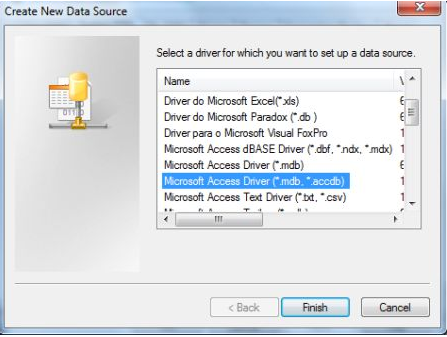 Create New Data Source
Select a driver for which you want to set up a data source.
Name
Driver do Microsoft Excel(*.xls) 6
Driver do Microsoft Paradox (*.db ) 6
Driver para o Microsoft Visual FoxPro 1
Microsoft Access dBASE Driver (*.dbf, *.ndx, *.mdx) 1
Microsoft Access Driver (*.mdb) 6
Microsoft Access Driver (*.mdb, *.accdb) 1
Microsoft Access Text Driver (*.txt, *.csv) 1
< Back
Finish
Cancel